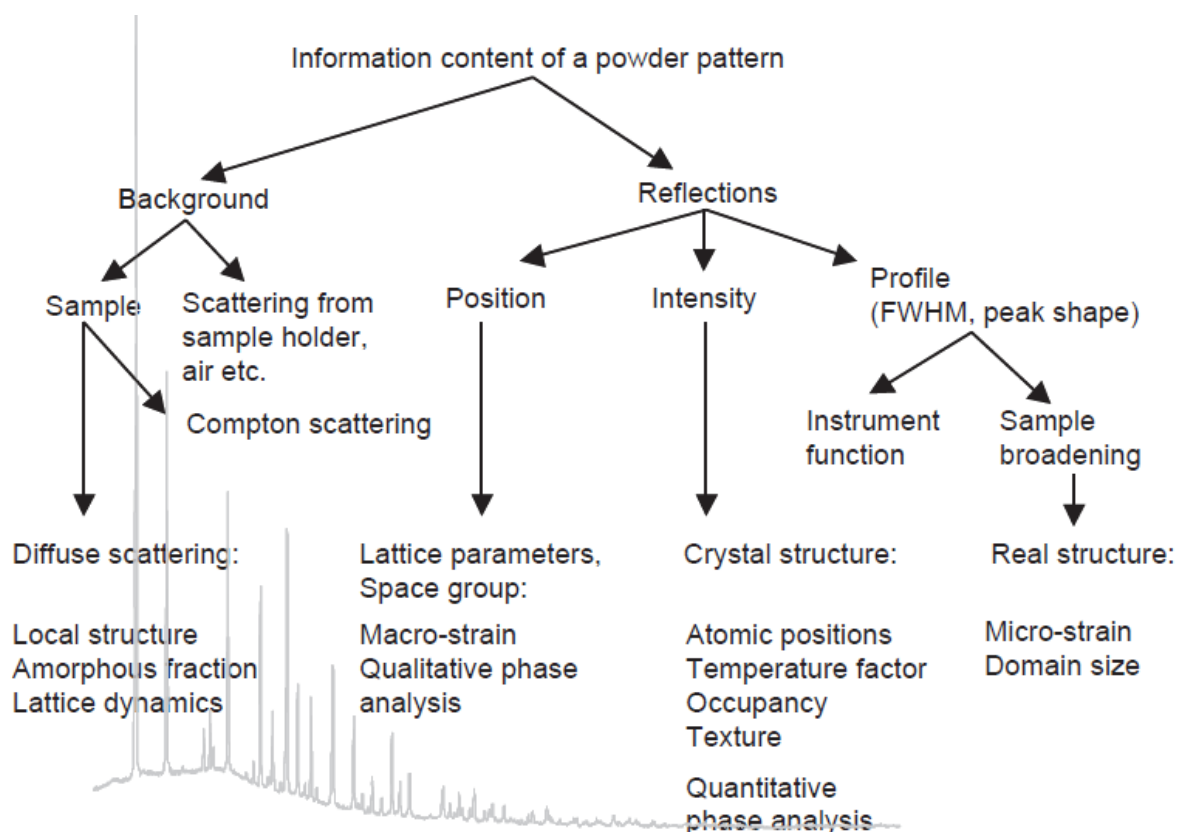 Information content of a powder pattern
Background
Reflections
Sample
Scattering from
sample holder,
air etc.
Compton scattering
Position
Intensity
Profile
(FWHM, peak shape)
Instrument
function
Sample
broadening
Diffuse scattering:
Local structure
Amorphous fraction
Lattice dynamics
Lattice parameters,
Space group:
Macro-strain
Qualitative phase
analysis
Crystal structure:
Atomic positions
Temperature factor
Occupancy
Texture
Quantitative
phase analysis
Real structure:
Micro-strain
Domain size